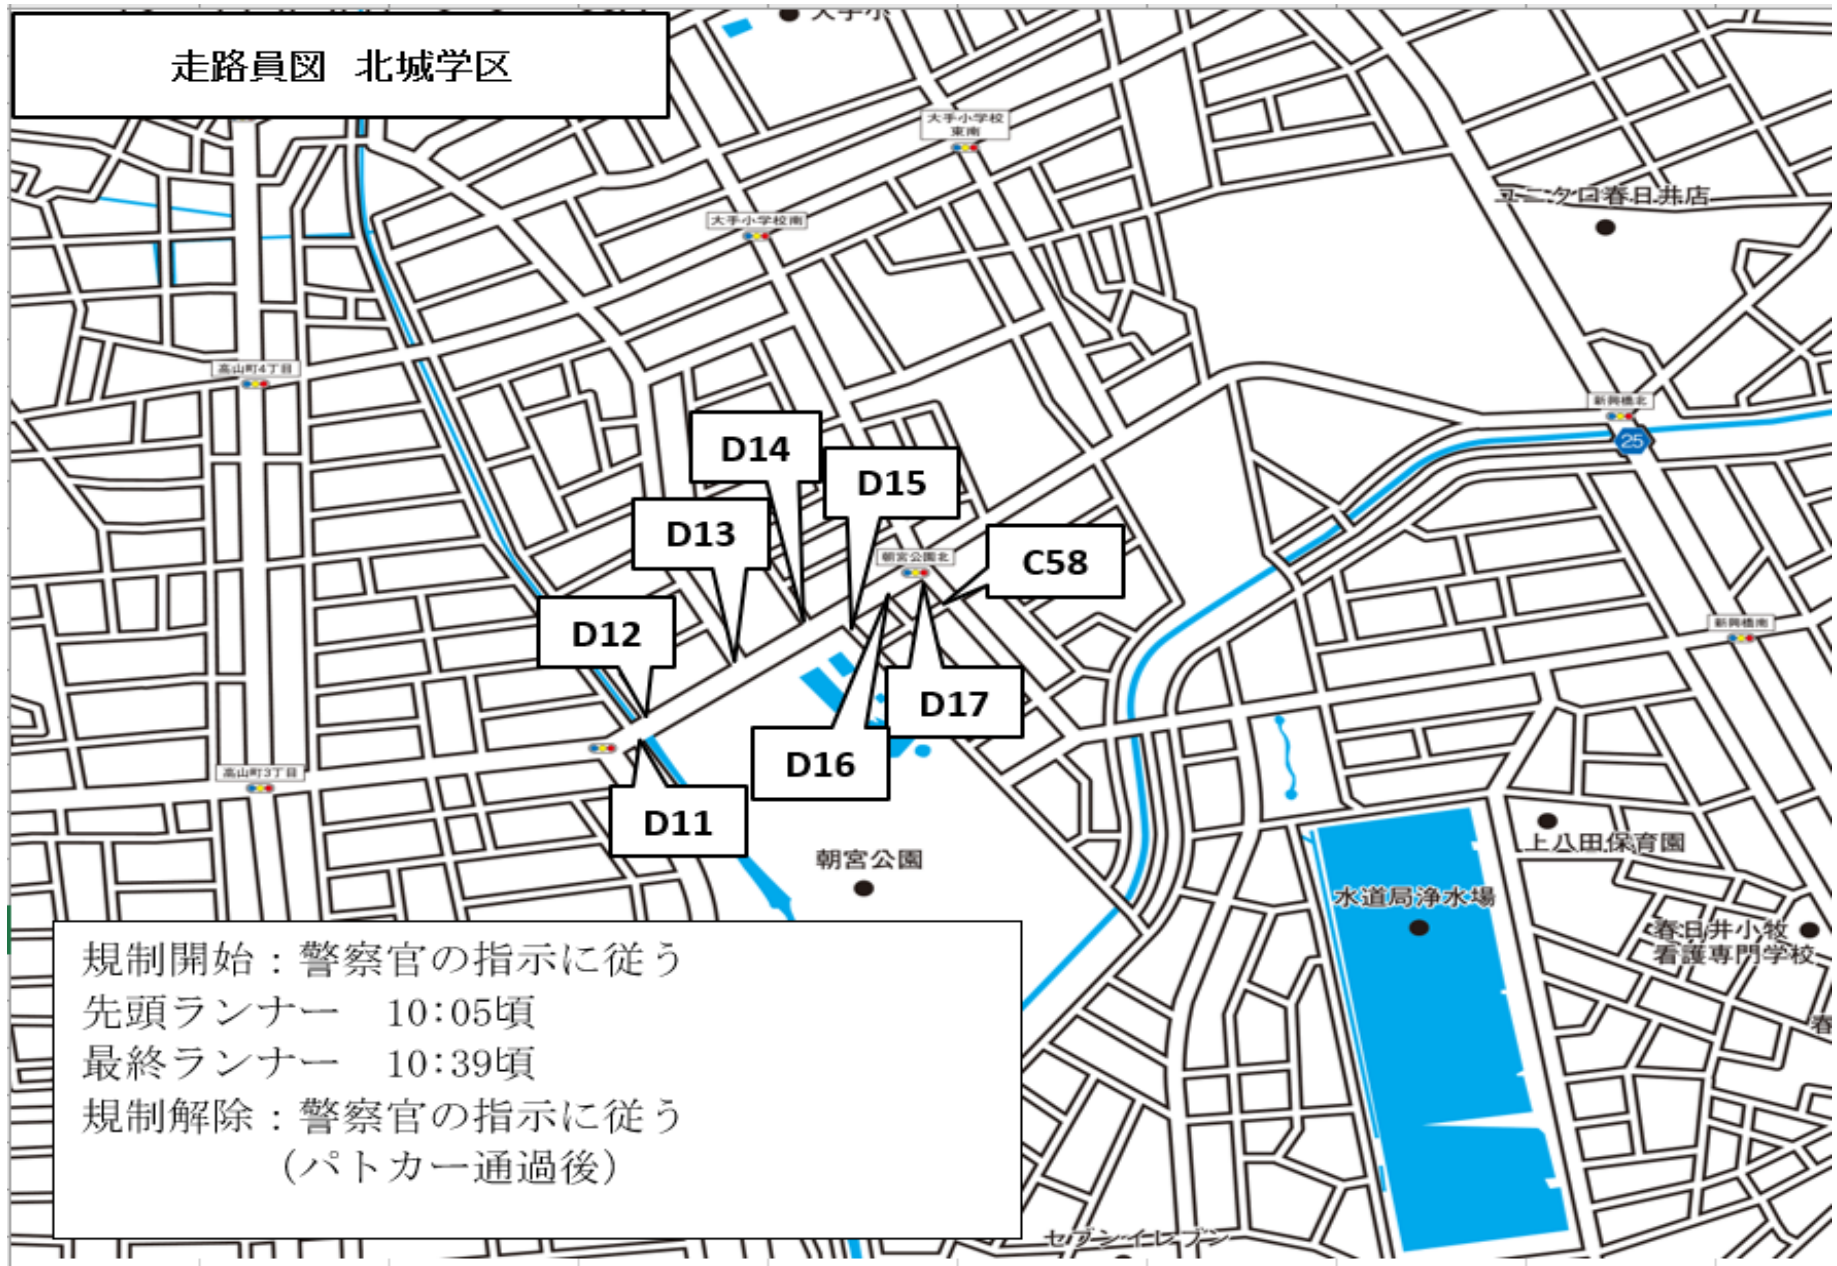 走路員図　北城学区
大手小
大手小学校
東南
大手小学校南
ユニクロ春日井店
高山町4丁目
新興橋北
25
D14
D15
D13
朝宮公園北
C58
D12
新興橋南
D17
D16
高山町3丁目
D11
上八田保育園
朝宮公園
水道局浄水場
春日井小牧
看護専門学校
春
規制開始：警察官の指示に従う
先頭ランナー　10:05頃
最終ランナー　10:39頃
規制解除：警察官の指示に従う
（パトカー通過後）
セブンイレブン